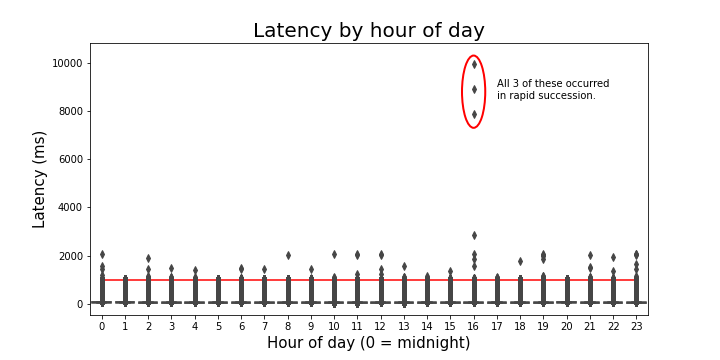 Latency by hour of day
10000
8000
6000
4000
2000
0
Latency (ms)
All 3 of these occurred
in rapid succession.
0 1 2 3 4 5 6 7 8 9 10 11 12 13 14 15 16 17 18 19 20 21 22 23
Hour of day (0 = midnight)